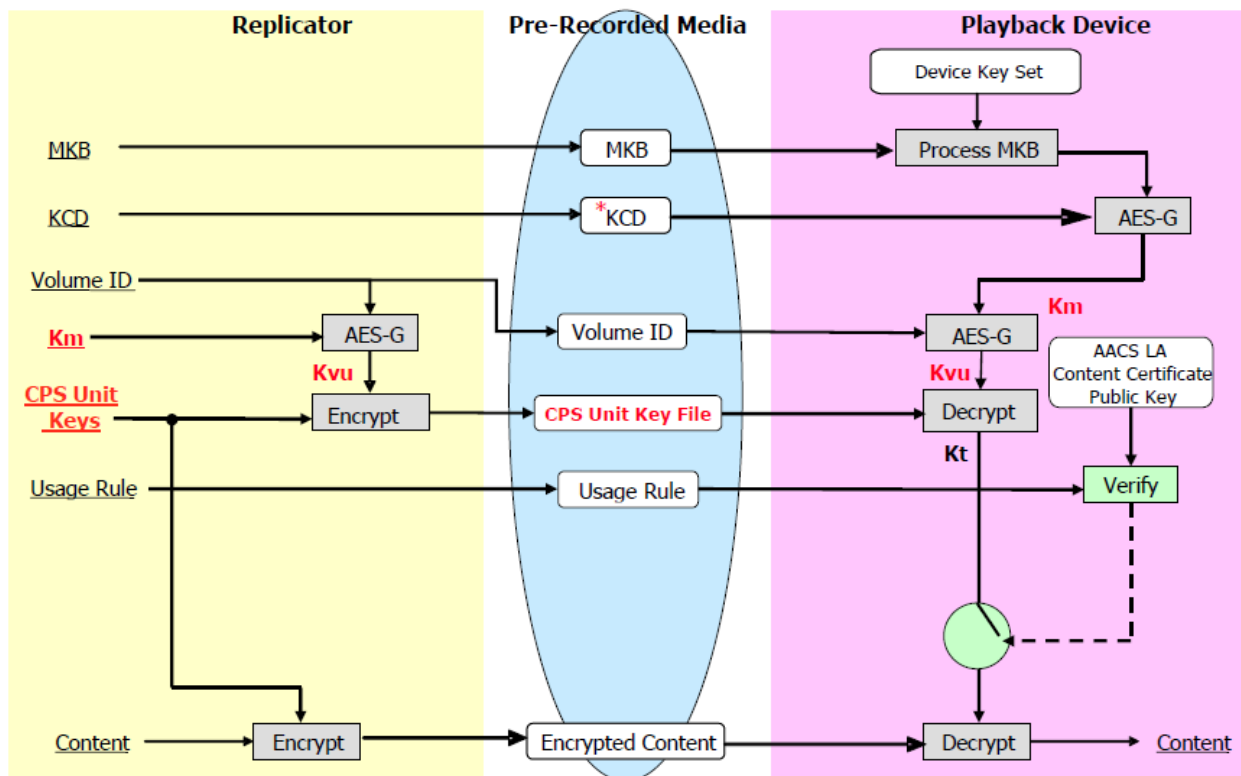 Replicator
Pre-Recorded Media
Playback Device
Device Key Set
MKB
MKB
Process MKB
KCD
*KCD
AES-G
Volume ID
Km
Km
AES-G
Volume ID
AES-G
AACS LA
Content Certificate
Public Key
Kvu
Kvu
CPS Unit
Keys
Encrypt
CPS Unit Key File
Decrypt
Kt
Usage Rule
Usage Rule
Verify
Content
Encrypt
Encrypted Content
Decrypt
Content